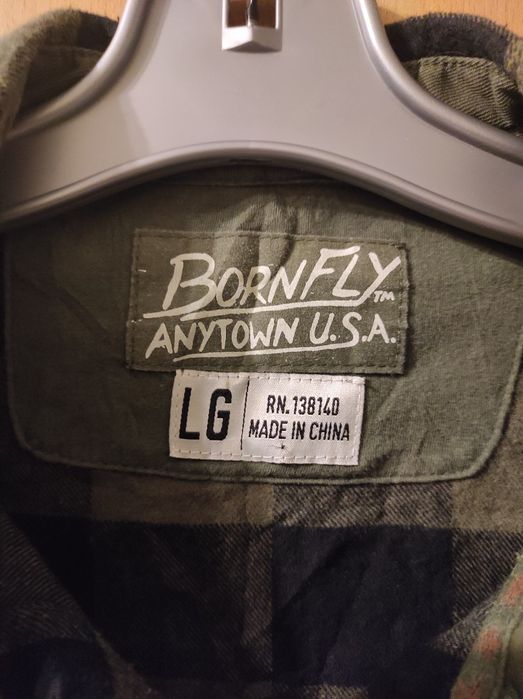 BORNFLY™
ANYTOWN U.S.A.
LG
RN.138140
MADE IN CHINA